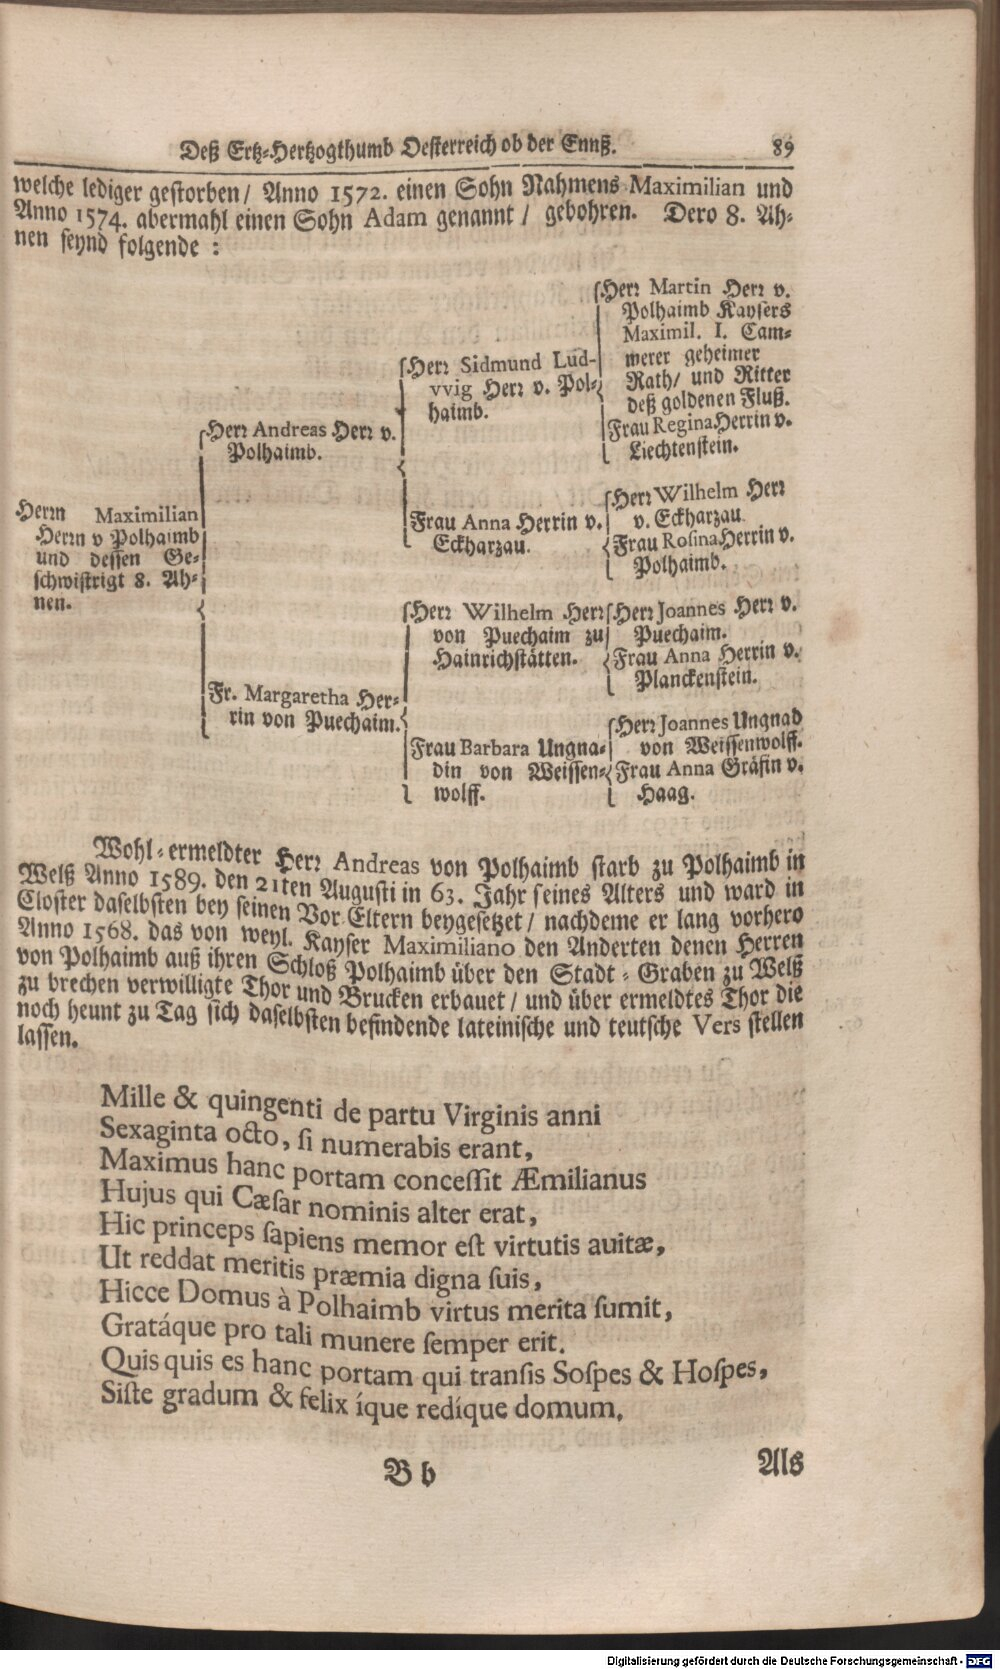 Deß Ertz-Hertzogthumb Oesterreich ob der Ennß. 89
welche lediger gestorben / Anno 1572. einen Sohn Nahmens Maximilian und
Anno 1574. abermahl einen Sohn Adam genannt / gebohren. Dero 8. Ah-
nen seynd folgende :
Herrn Maximilian
Herrn v Polhaimb
und dessen Ge-
schwistrigt 8. Ah-
nen.
Herr Andreas Herr v.
Polhaimb.
Fr. Margaretha Her-
rin von Puechaim.
Herr Sidmund Lud-
vvig Herr v. Pol-
haimb.
Frau Anna Herrin v.
Eckharzau.
Herr Wilhelm Herr
von Puechaim zu
Hainrichstätten.
Frau Barbara Ungna-
din von Weissen-
wolff.
Herr Martin Herr v.
Polhaimb Kaysers
Maximil. I. Cam-
merer geheimer
Rath / und Ritter
deß goldenen Fluß.
Frau Regina Herrin v.
Liechtenstein.
Herr Wilhelm Herr
v. Eckharzau
Frau Rosina Herrin v.
Polhaimb.
Herr Joannes Herr v.
Puechaim.
Frau Anna Herrin v.
Planckenstein.
Herr Joannes Ungnad
von Weissenwolff.
Frau Anna Gräfin v.
Haag.
Wohl-ermeldter Herr Andreas von Polhaimb starb zu Polhaimb in
Welß Anno 1589. den 21ten Augusti in 63. Jahr seines Alters und ward in
Closter daselbsten bey seinen Vor-Eltern beygesetzet / nachdeme er lang vorhero
Anno 1568. das von weyl. Kayser Maximiliano den Anderten denen Herren
von Polhaimb auß ihren Schloß Polhaimb über den Stadt-Graben zu Welß
zu brechen verwilligte Thor und Brucken erbauet / und über ermeldtes Thor die
noch heunt zu Tag sich daselbsten befindende lateinische und teutsche Vers stellen
lassen.
Mille & quingenti de partu Virginis anni
Sexaginta octo, ſi numerabis erant,
Maximus hanc portam conceſſit Æmilianus
Hujus qui Cæſar nominis alter erat,
Hic princeps ſapiens memor eſt virtutis avitæ,
Ut reddat meritis præmia digna ſuis,
Hicce Domus à Polhaimb virtus merita ſumit,
Gratáque pro tali munere ſemper erit.
Quis quis es hanc portam qui tranſis Soſpes & Hoſpes,
Siſte gradum & felix íque redíque domum.
B b Als
Digitalisierung gefördert durch die Deutsche Forschungsgemeinschaft - DFG